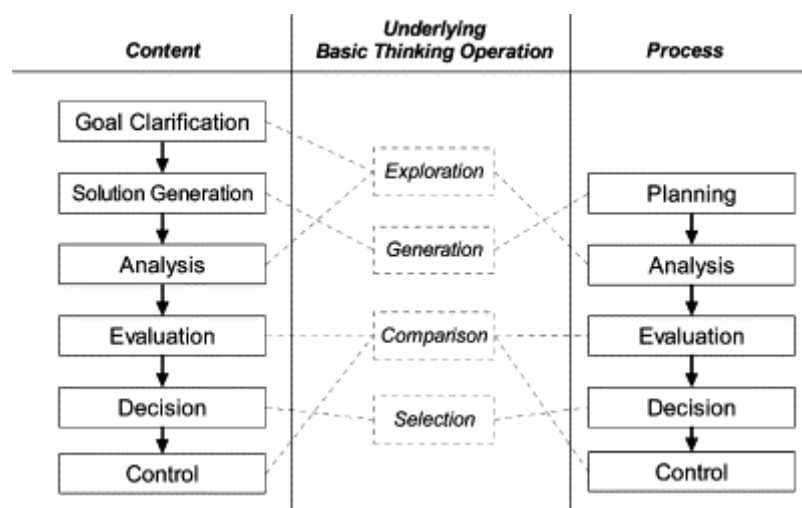 Content
Underlying
Basic Thinking Operation
Process
Goal Clarification
Exploration
Solution Generation
Planning
Generation
Analysis
Analysis
Evaluation
Comparison
Evaluation
Decision
Selection
Decision
Control
Control